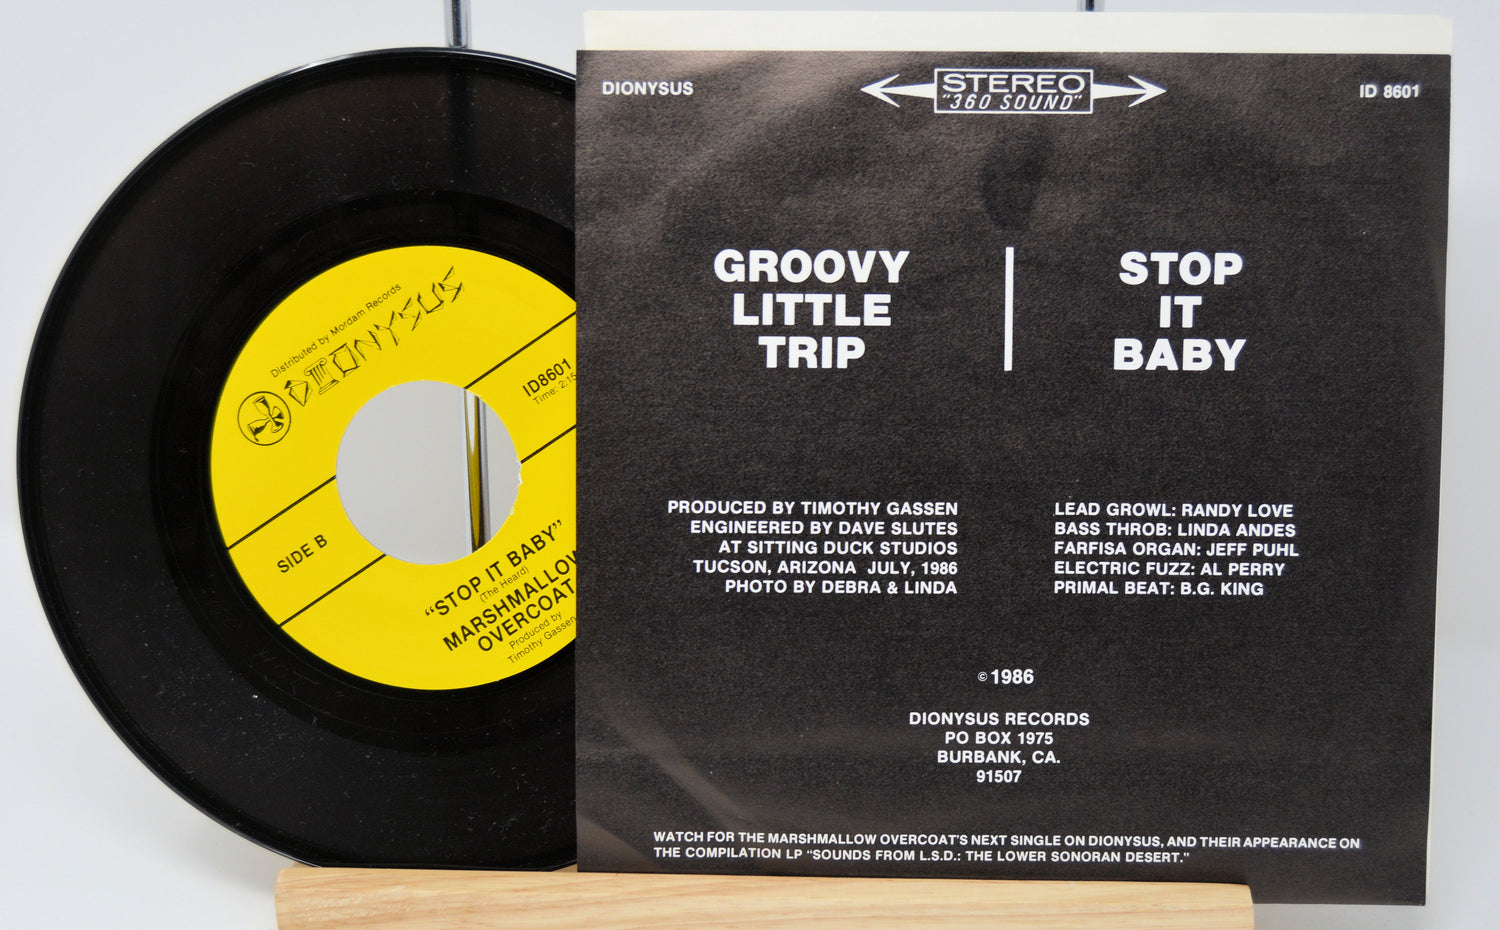 Distributed by Mordam Records
DIONYSUS
ID8601
Time: 2:15
SIDE B
"STOP IT BABY"
(The Heard)
MARSHMALLOW
OVERCOAT
Produced by
Timothy Gassen
DIONYSUS
STEREO
"360 SOUND"
ID 8601
GROOVY
LITTLE
TRIP
STOP
IT
BABY
PRODUCED BY TIMOTHY GASSEN
ENGINEERED BY DAVE SLUTES
AT SITTING DUCK STUDIOS
TUCSON, ARIZONA JULY, 1986
PHOTO BY DEBRA & LINDA
LEAD GROWL: RANDY LOVE
BASS THROB: LINDA ANDES
FARFISA ORGAN: JEFF PUHL
ELECTRIC FUZZ: AL PERRY
PRIMAL BEAT: B.G. KING
© 1986
DIONYSUS RECORDS
PO BOX 1975
BURBANK, CA.
91507
WATCH FOR THE MARSHMALLOW OVERCOAT'S NEXT SINGLE ON DIONYSUS, AND THEIR APPEARANCE ON
THE COMPILATION LP "SOUNDS FROM L.S.D.: THE LOWER SONORAN DESERT."